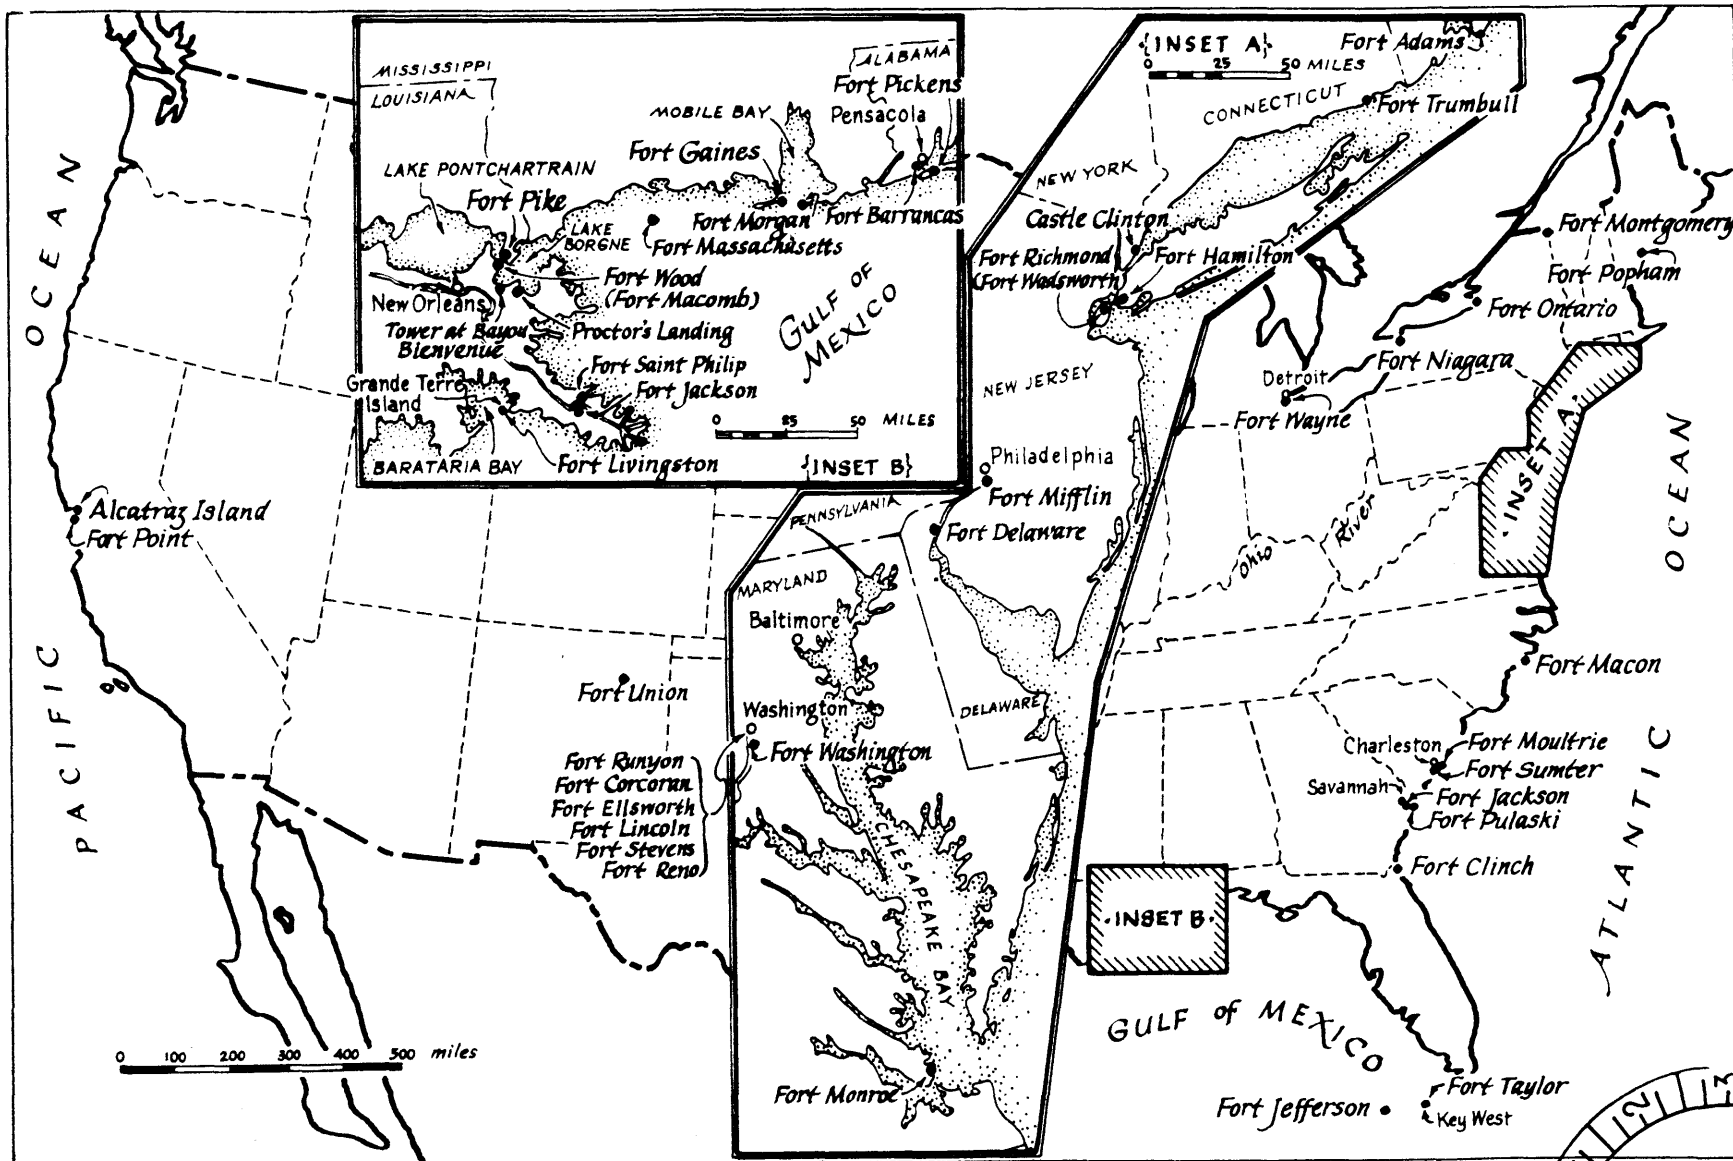 OCEAN
PACIFIC
MISSISSIPPI
LOUISIANA
ALABAMA
Fort Pickens
MOBILE BAY
Pensacola
Fort Gaines
LAKE PONTCHARTRAIN
Fort Pike
LAKE
BORGNE
Fort Morgan
Fort Barrancas
Fort Massachusetts
Fort Wood
(Fort Macomb)
New Orleans
Tower at Bayou
Bienvenue
Proctor's Landing
GULF OF
MEXICO
Fort Saint Philip
Grande Terre
Island
Fort Jackson
0 25 50 MILES
BARATARIA BAY
Fort Livingston
{INSET B}
{INSET A}
0 25 50 MILES
Fort Adams
CONNECTICUT
Fort Trumbull
NEW YORK
Castle Clinton
Fort Richmond
(Fort Wadsworth)
Fort Hamilton
NEW JERSEY
Philadelphia
Fort Mifflin
PENNSYLVANIA
Fort Delaware
MARYLAND
Baltimore
Washington
DELAWARE
Fort Washington
CHESAPEAKE BAY
Fort Monroe
Alcatraz Island
Fort Point
Fort Union
Fort Runyon
Fort Corcoran
Fort Ellsworth
Fort Lincoln
Fort Stevens
Fort Reno
0 100 200 300 400 500 miles
Fort Montgomery
Fort Popham
Fort Ontario
Fort Niagara
Detroit
Fort Wayne
·INSET A·
Ohio River
OCEAN
ATLANTIC
Fort Macon
Charleston
Fort Moultrie
Fort Sumter
Savannah
Fort Jackson
Fort Pulaski
Fort Clinch
·INSET B·
GULF of MEXICO
Fort Taylor
Fort Jefferson
Key West
2
3